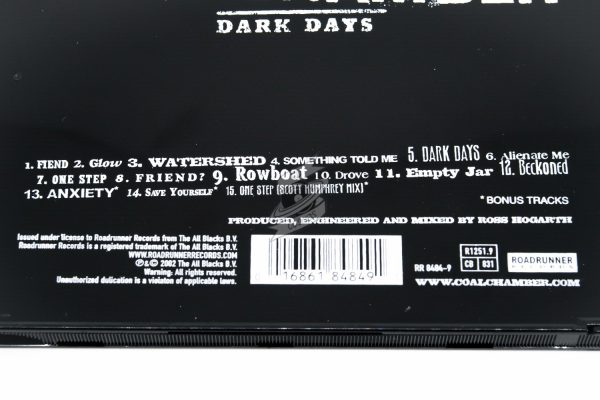 DARK DAYS
1. FIEND 2. Glow 3. WATERSHED 4. SOMETHING TOLD ME 5. DARK DAYS 6. Alienate Me
7. ONE STEP 8. FRIEND? 9. Rowboat 10. Drove 11. Empty Jar 12. Beckoned
13. ANXIETY* 14. SAVE YOURSELF* 15. ONE STEP (SCOTT HUMPHREY MIX)*
*BONUS TRACKS
PRODUCED, ENGINEERED AND MIXED BY ROSS HOGARTH
Issued under license to Roadrunner Records from The All Blacks B.V.
Roadrunner Records is a registered trademark of The All Blacks B.V.
WWW.ROADRUNNERRECORDS.COM
℗&© 2002 The All Blacks B.V.
Warning: All rights reserved.
Unauthorized dulication is a violation of applicable laws.
0 16861 84849
RR 8484-9
R1251.9
CB 831
ROADRUNNER
RECORDS
WWW.COALCHAMBER.COM